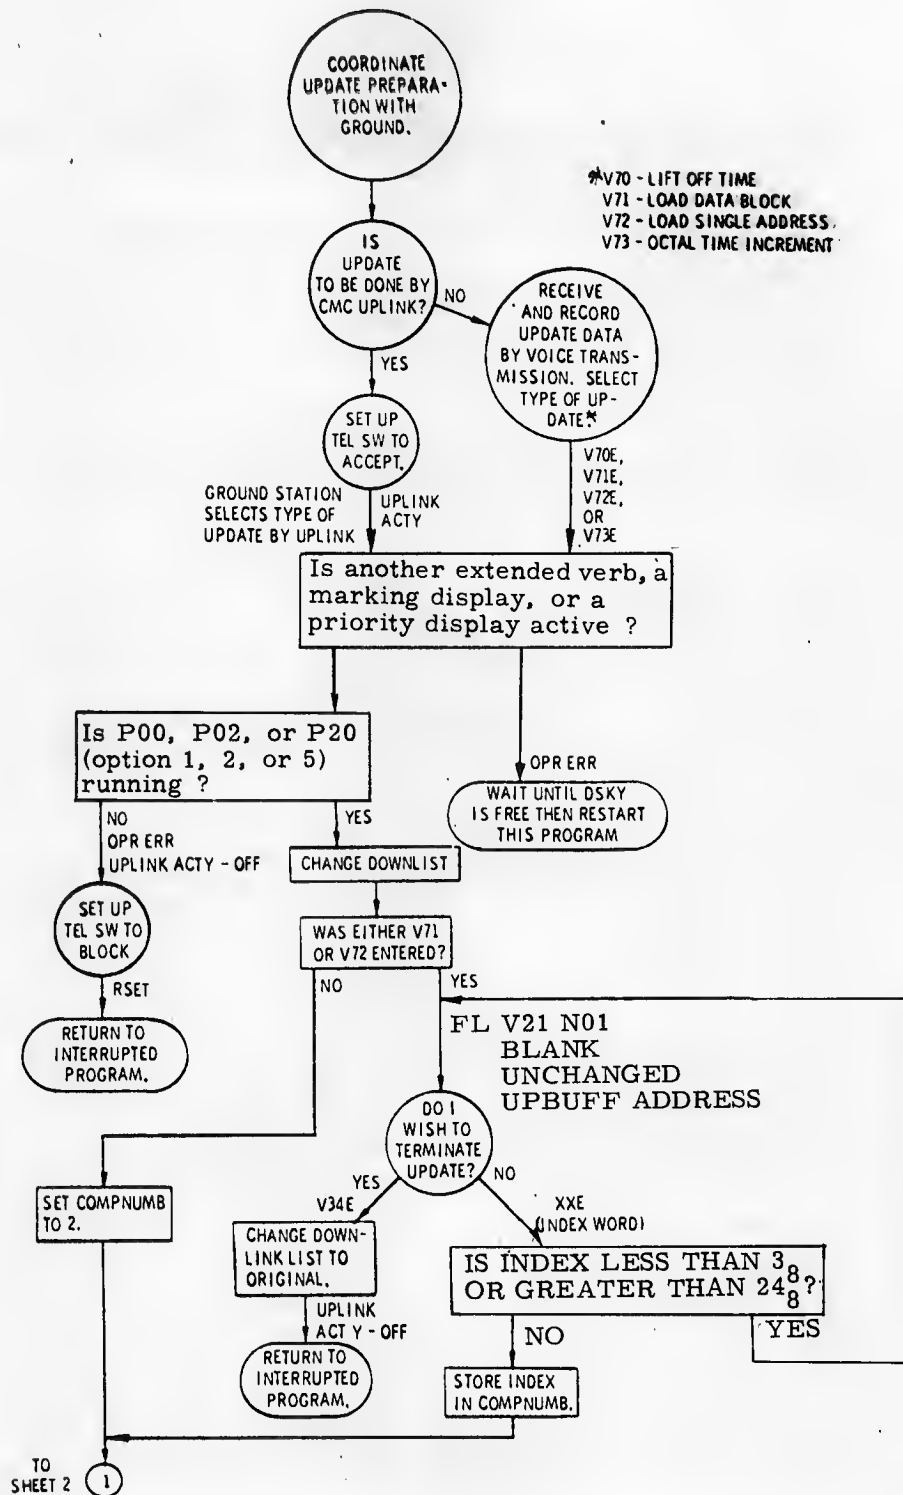 COORDINATE
UPDATE PREPARA-
TION WITH
GROUND.
*V70 - LIFT OFF TIME
V71 - LOAD DATA BLOCK
V72 - LOAD SINGLE ADDRESS.
V73 - OCTAL TIME INCREMENT
IS
UPDATE
TO BE DONE BY
CMC UPLINK?
NO
RECEIVE
AND RECORD
UPDATE DATA
BY VOICE TRANS-
MISSION. SELECT
TYPE OF UP-
DATE.*
YES
SET UP
TEL SW TO
ACCEPT.
V70E,
V71E,
V72E,
OR
V73E
GROUND STATION
SELECTS TYPE OF
UPDATE BY UPLINK
UPLINK
ACTY
Is another extended verb, a
marking display, or a
priority display active ?
Is P00, P02, or P20
(option 1, 2, or 5)
running ?
OPR ERR
WAIT UNTIL DSKY
IS FREE THEN RESTART
THIS PROGRAM
NO
OPR ERR
UPLINK ACTY - OFF
YES
CHANGE DOWNLIST
SET UP
TEL SW TO
BLOCK
WAS EITHER V71
OR V72 ENTERED?
RSET
NO
YES
RETURN TO
INTERRUPTED
PROGRAM.
FL V21 N01
BLANK
UNCHANGED
UPBUFF ADDRESS
DO I
WISH TO
TERMINATE
UPDATE?
YES
NO
V34E
XXE
(INDEX WORD)
SET COMPNUMB
TO 2.
CHANGE DOWN-
LINK LIST TO
ORIGINAL.
IS INDEX LESS THAN 3₈
OR GREATER THAN 24₈?
UPLINK
ACT Y - OFF
NO
YES
RETURN TO
INTERRUPTED
PROGRAM.
STORE INDEX
IN COMPNUMB.
TO
SHEET 2
1